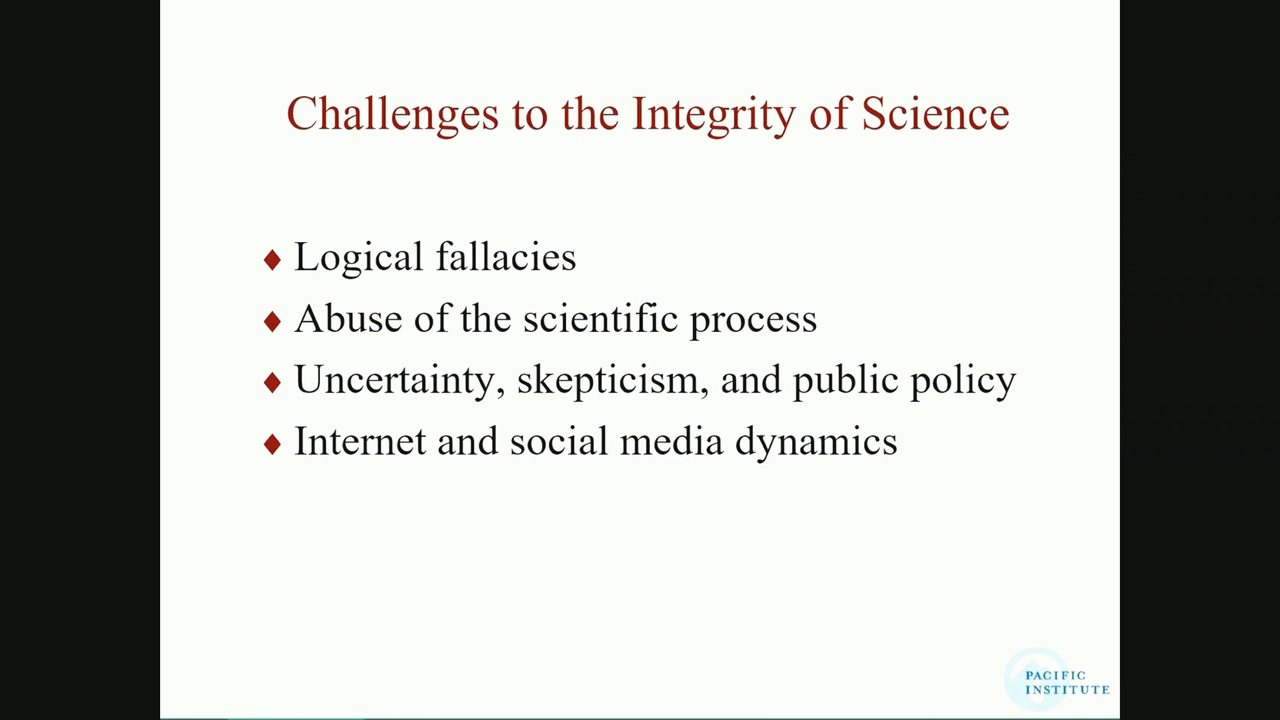 Challenges to the Integrity of Science
Logical fallacies
Abuse of the scientific process
Uncertainty, skepticism, and public policy
Internet and social media dynamics
PACIFIC
INSTITUTE